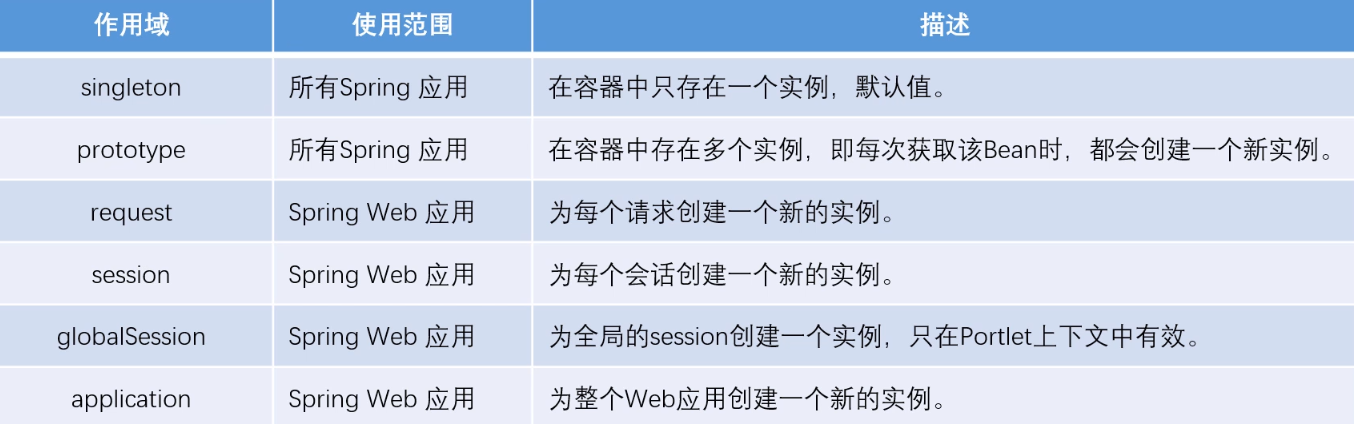 作用域 使用范围 描述
singleton 所有Spring 应用 在容器中只存在一个实例，默认值。
prototype 所有Spring 应用 在容器中存在多个实例，即每次获取该Bean时，都会创建一个新实例。
request Spring Web 应用 为每个请求创建一个新的实例。
session Spring Web 应用 为每个会话创建一个新的实例。
globalSession Spring Web 应用 为全局的session创建一个实例，只在Portlet上下文中有效。
application Spring Web 应用 为整个Web应用创建一个新的实例。